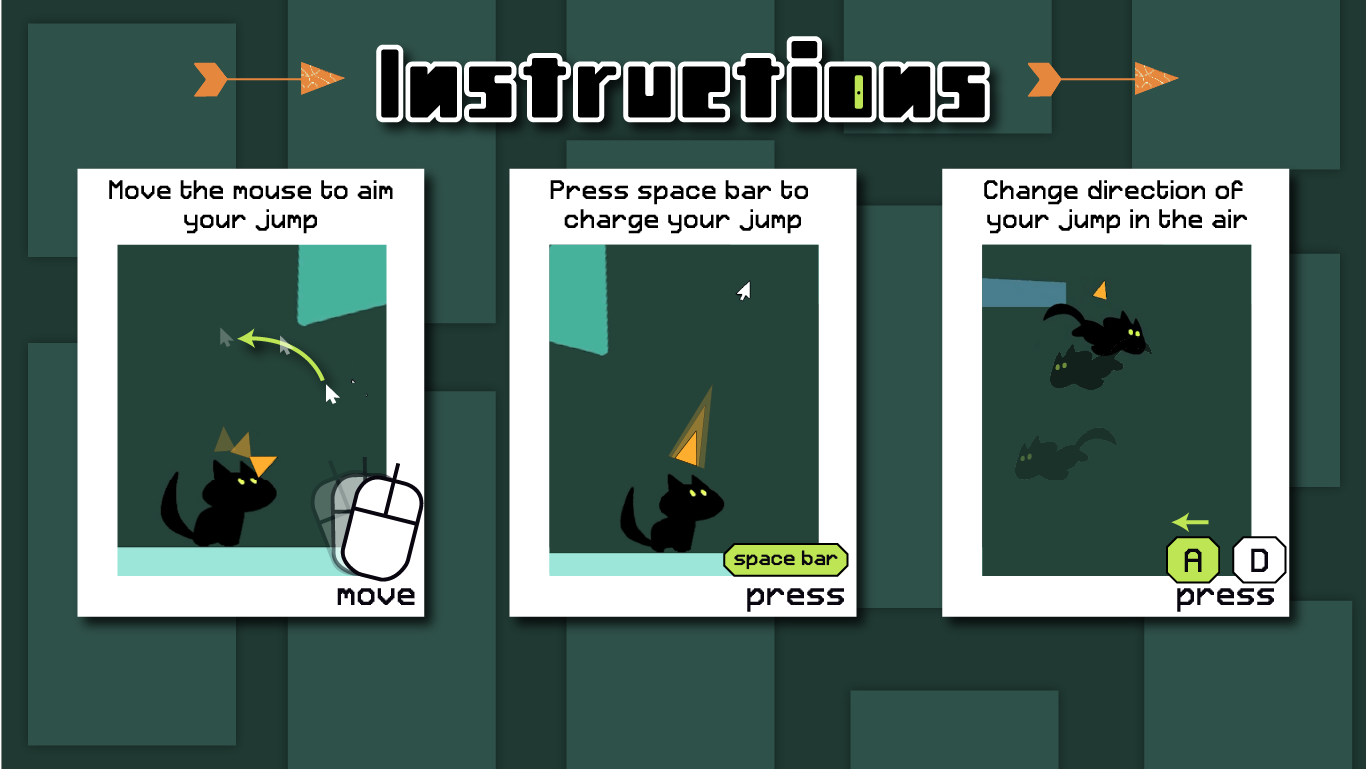 Instructions
Move the mouse to aim
your jump
move
Press space bar to
charge your jump
space bar
press
Change direction of
your jump in the air
A D
press